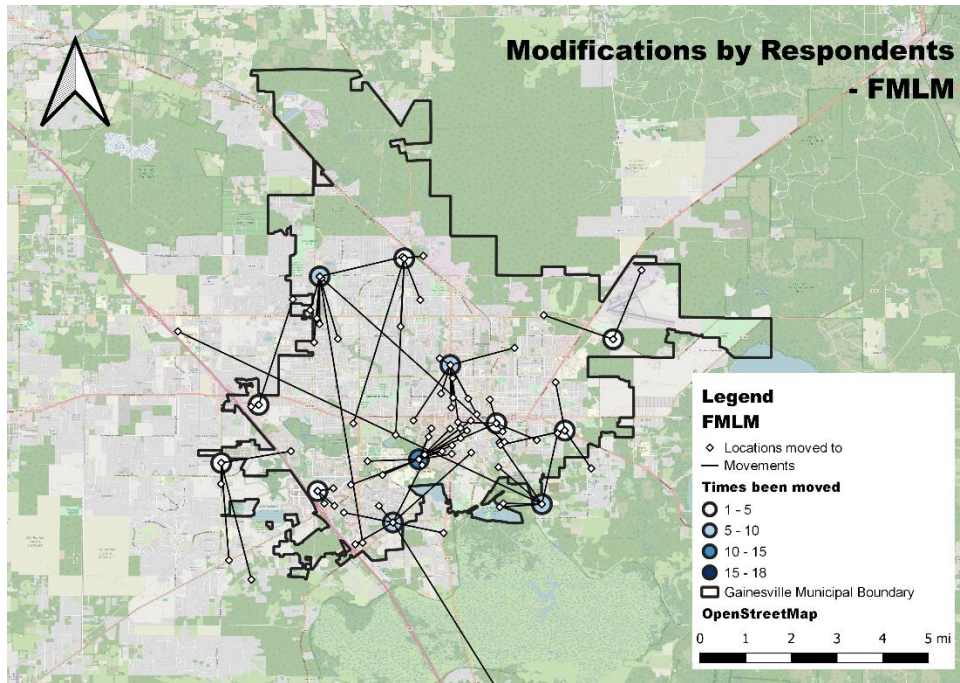 Modifications by Respondents
- FMLM
Legend
FMLM
Locations moved to
Movements
Times been moved
1 - 5
5 - 10
10 - 15
15 - 18
Gainesville Municipal Boundary
OpenStreetMap
0 1 2 3 4 5 mi